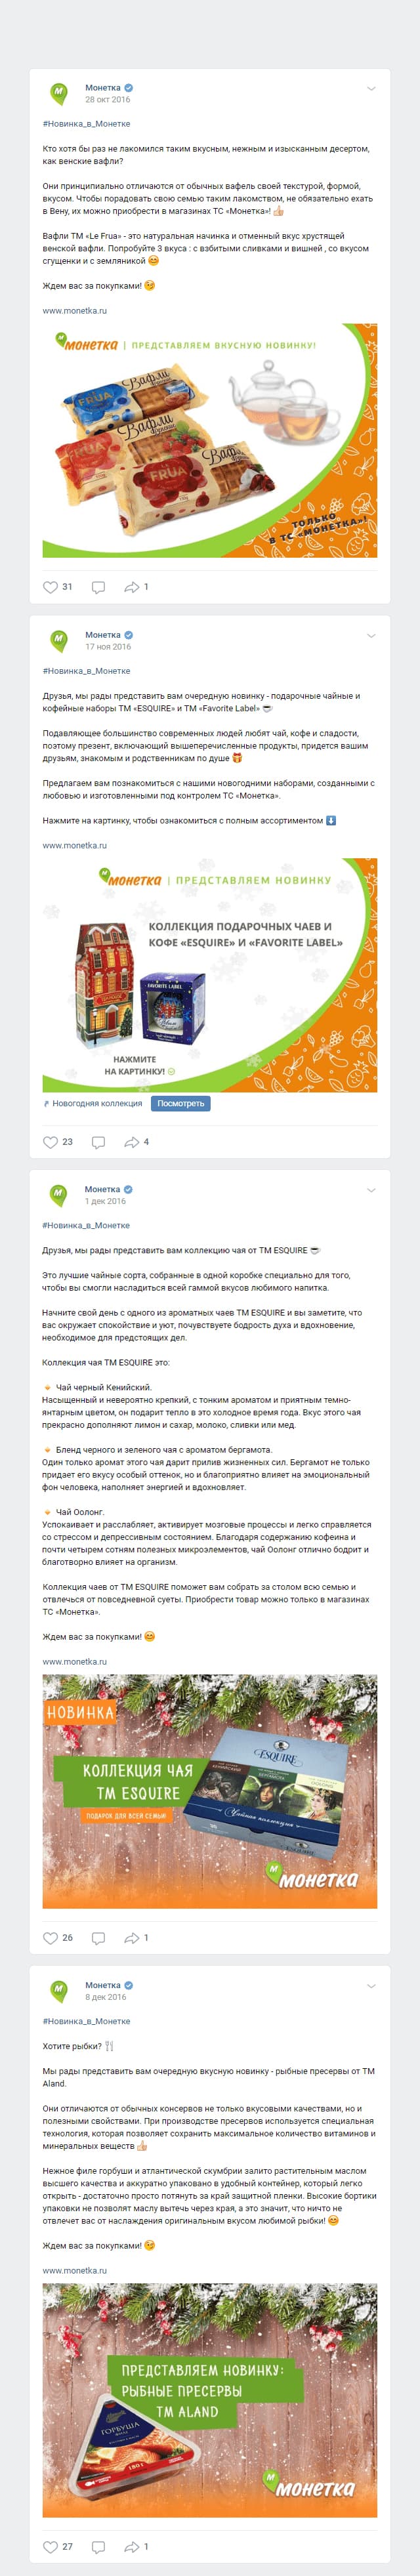 Монетка
28 окт 2016
#Новинка_в_Монетке
Кто хотя бы раз не лакомился таким вкусным, нежным и изысканным десертом,
как венские вафли?
Они принципиально отличаются от обычных вафель своей текстурой, формой,
вкусом. Чтобы порадовать свою семью таким лакомством, не обязательно ехать
в Вену, их можно приобрести в магазинах ТС «Монетка»! 👍
Вафли ТМ «Le Frua» - это натуральная начинка и отменный вкус хрустящей
венской вафли. Попробуйте 3 вкуса : с взбитыми сливками и вишней , со вкусом
сгущенки и с земляникой 😊
Ждем вас за покупками! 😉
www.monetka.ru
МОНЕТКА | ПРЕДСТАВЛЯЕМ ВКУСНУЮ НОВИНКУ!
FRUA
Вафли
FRUA
Вафли
FRUA
Вафли
ТОЛЬКО
В ТС «МОНЕТКА»!
31
1
Монетка
17 ноя 2016
#Новинка_в_Монетке
Друзья, мы рады представить вам очередную новинку - подарочные чайные и
кофейные наборы ТМ «ESQUIRE» и ТМ «Favorite Label» ☕
Подавляющее большинство современных людей любят чай, кофе и сладости,
поэтому презент, включающий вышеперечисленные продукты, придется вашим
друзьям, знакомым и родственникам по душе 🎁
Предлагаем вам познакомиться с нашими новогодними наборами, созданными с
любовью и изготовленными под контролем ТС «Монетка».
Нажмите на картинку, чтобы ознакомиться с полным ассортиментом ⬇
www.monetka.ru
МОНЕТКА | ПРЕДСТАВЛЯЕМ НОВИНКУ
КОЛЛЕКЦИЯ ПОДАРОЧНЫХ ЧАЕВ И
КОФЕ «ESQUIRE» И «FAVORITE LABEL»
FAVORITE LABEL
НАЖМИТЕ
НА КАРТИНКУ! ☺
Новогодняя коллекция
Посмотреть
23
4
Монетка
1 дек 2016
#Новинка_в_Монетке
Друзья, мы рады представить вам коллекцию чая от ТМ ESQUIRE ☕
Это лучшие чайные сорта, собранные в одной коробке специально для того,
чтобы вы смогли насладиться всей гаммой вкусов любимого напитка.
Начните свой день с одного из ароматных чаев ТМ ESQUIRE и вы заметите, что
вас окружает спокойствие и уют, почувствуете бодрость духа и вдохновение,
необходимое для предстоящих дел.
Коллекция чая ТМ ESQUIRE это:
🔸 Чай черный Кенийский.
Насыщенный и невероятно крепкий, с тонким ароматом и приятным темно-
янтарным цветом, он подарит тепло в это холодное время года. Вкус этого чая
прекрасно дополняют лимон и сахар, молоко, сливки или мед.
🔸 Бленд черного и зеленого чая с ароматом бергамота.
Один только аромат этого чая дарит прилив жизненных сил. Бергамот не только
придает его вкусу особый оттенок, но и благоприятно влияет на эмоциональный
фон человека, наполняет энергией и вдохновляет.
🔸 Чай Оолонг.
Успокаивает и расслабляет, активирует мозговые процессы и легко справляется
со стрессом и депрессивным состоянием. Благодаря содержанию кофеина и
почти четырем сотням полезных микроэлементов, чай Оолонг отлично бодрит и
благотворно влияет на организм.
Коллекция чаев от ТМ ESQUIRE поможет вам собрать за столом всю семью и
отвлечься от повседневной суеты. Приобрести товар можно только в магазинах
ТС «Монетка».
Ждем вас за покупками! 😊
www.monetka.ru
НОВИНКА
КОЛЛЕКЦИЯ ЧАЯ
ТМ ESQUIRE
ПОДАРОК ДЛЯ ВСЕЙ СЕМЬИ!
ESQUIRE
Чайная коллекция
МОНЕТКА
26
1
Монетка
8 дек 2016
#Новинка_в_Монетке
Хотите рыбки? 🍴
Мы рады представить вам очередную вкусную новинку - рыбные пресервы от ТМ
Aland.
Они отличаются от обычных консервов не только вкусовыми качествами, но и
полезными свойствами. При производстве пресервов используется специальная
технология, которая позволяет сохранить максимальное количество витаминов и
минеральных веществ 👍
Нежное филе горбуши и атлантической скумбрии залито растительным маслом
высшего качества и аккуратно упаковано в удобный контейнер, который легко
открыть - достаточно просто потянуть за край защитной пленки. Высокие бортики
упаковки не позволят маслу вытечь через края, а это значит, что ничто не
отвлечет вас от наслаждения оригинальным вкусом любимой рыбки! 😊
Ждем вас за покупками! 😉
www.monetka.ru
ПРЕДСТАВЛЯЕМ НОВИНКУ:
РЫБНЫЕ ПРЕСЕРВЫ
ТМ ALAND
ГОРБУША
180 г
МОНЕТКА
27
1